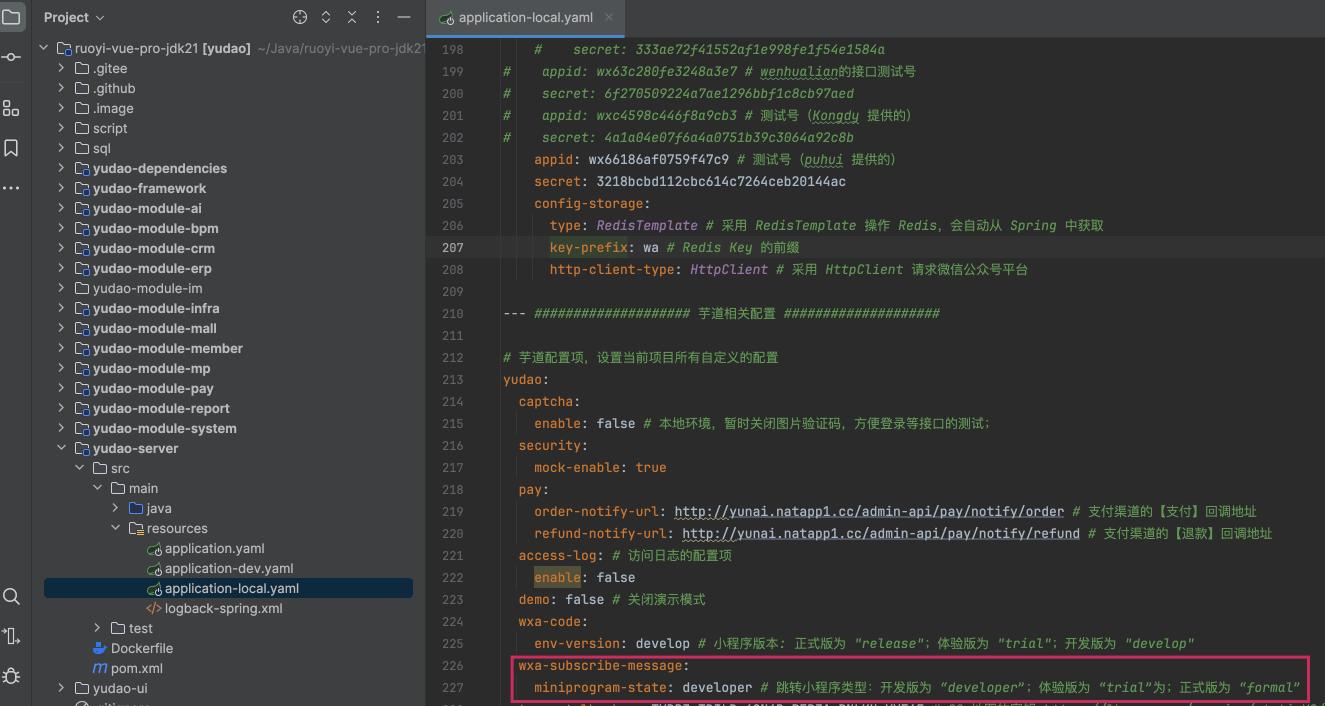 Project
ruoyi-vue-pro-jdk21 [yudao] ~/Java/ruoyi-vue-pro-jdk21
.gitee
.github
.image
script
sql
yudao-dependencies
yudao-framework
yudao-module-ai
yudao-module-bpm
yudao-module-crm
yudao-module-erp
yudao-module-im
yudao-module-infra
yudao-module-mall
yudao-module-member
yudao-module-mp
yudao-module-pay
yudao-module-report
yudao-module-system
yudao-server
src
main
java
resources
application.yaml
application-dev.yaml
application-local.yaml
logback-spring.xml
test
Dockerfile
pom.xml
yudao-ui
application-local.yaml
198 # secret: 333ae72f41552af1e998fe1f54e1584a
199 # appid: wx63c280fe3248a3e7 # wenhualian的接口测试号
200 # secret: 6f270509224a7ae1296bbf1c8cb97aed
201 # appid: wxc4598c446f8a9cb3 # 测试号（Kongdy 提供的）
202 # secret: 4a1a04e07f6a4a0751b39c3064a92c8b
203 appid: wx66186af0759f47c9 # 测试号（puhui 提供的）
204 secret: 3218bcbd112cbc614c7264ceb20144ac
205 config-storage:
206 type: RedisTemplate # 采用 RedisTemplate 操作 Redis，会自动从 Spring 中获取
207 key-prefix: wa # Redis Key 的前缀
208 http-client-type: HttpClient # 采用 HttpClient 请求微信公众号平台
209
210 --- #################### 芋道相关配置 ####################
211
212 # 芋道配置项，设置当前项目所有自定义的配置
213 yudao:
214 captcha:
215 enable: false # 本地环境，暂时关闭图片验证码，方便登录等接口的测试；
216 security:
217 mock-enable: true
218 pay:
219 order-notify-url: http://yunai.natapp1.cc/admin-api/pay/notify/order # 支付渠道的【支付】回调地址
220 refund-notify-url: http://yunai.natapp1.cc/admin-api/pay/notify/refund # 支付渠道的【退款】回调地址
221 access-log: # 访问日志的配置项
222 enable: false
223 demo: false # 关闭演示模式
224 wxa-code:
225 env-version: develop # 小程序版本: 正式版为 "release"；体验版为 "trial"；开发版为 "develop"
226 wxa-subscribe-message:
227 miniprogram-state: developer # 跳转小程序类型：开发版为 “developer”；体验版为 “trial”为；正式版为 “formal”